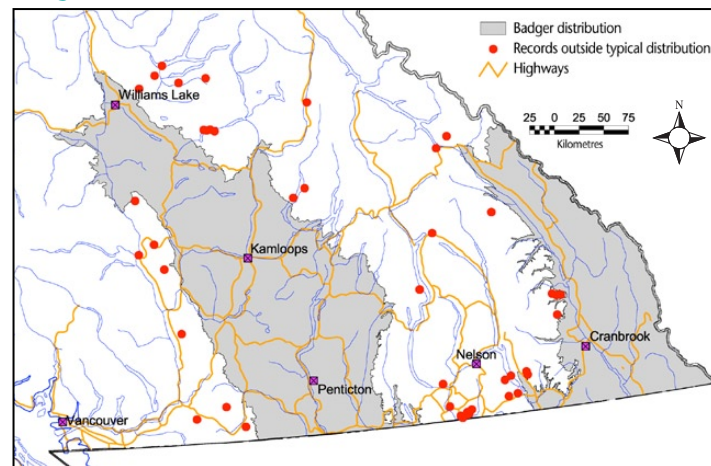 Badger distribution
Records outside typical distribution
Highways
25 0 25 50 75
Kilometres
N
Williams Lake
Kamloops
Cranbrook
Nelson
Penticton
Vancouver